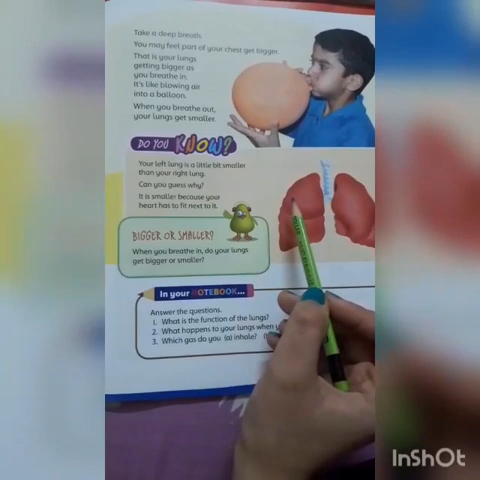 Take a deep breath.
You may feel part of your chest get bigger.
That is your lungs
getting bigger as
you breathe in.
It's like blowing air
into a balloon.
When you breathe out,
your lungs get smaller.
DO YOU KNOW?
Your left lung is a little bit smaller
than your right lung.
Can you guess why?
It is smaller because your
heart has to fit next to it.
BIGGER OR SMALLER?
When you breathe in, do your lungs
get bigger or smaller?
In your NOTEBOOK...
Answer the questions.
1. What is the function of the lungs?
2. What happens to your lungs when
3. Which gas do you (a) inhale?
InShOt